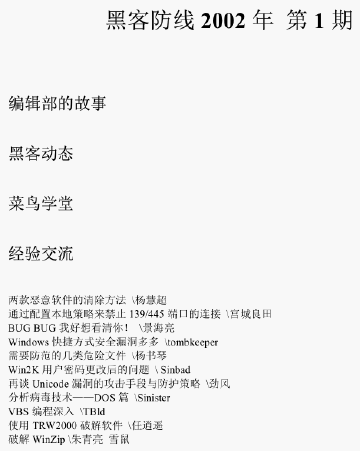 黑客防线 2002 年 第 1 期
编辑部的故事
黑客动态
菜鸟学堂
经验交流
两款恶意软件的清除方法 \杨慧超
通过配置本地策略来禁止 139/445 端口的连接 \宫城良田
BUG BUG 我好想看清你! \景海亮
Windows 快捷方式安全漏洞多多 \tombkeeper
需要防范的几类危险文件 \杨书琴
Win2K 用户密码更改后的问题 \ Sinbad
再谈 Unicode 漏洞的攻击手段与防护策略 \劲风
分析病毒技术——DOS 篇 \Sinister
VBS 编程深入 \TBId
使用 TRW2000 破解软件 \任逍遥
破解 WinZip \朱青亮 雪鼠